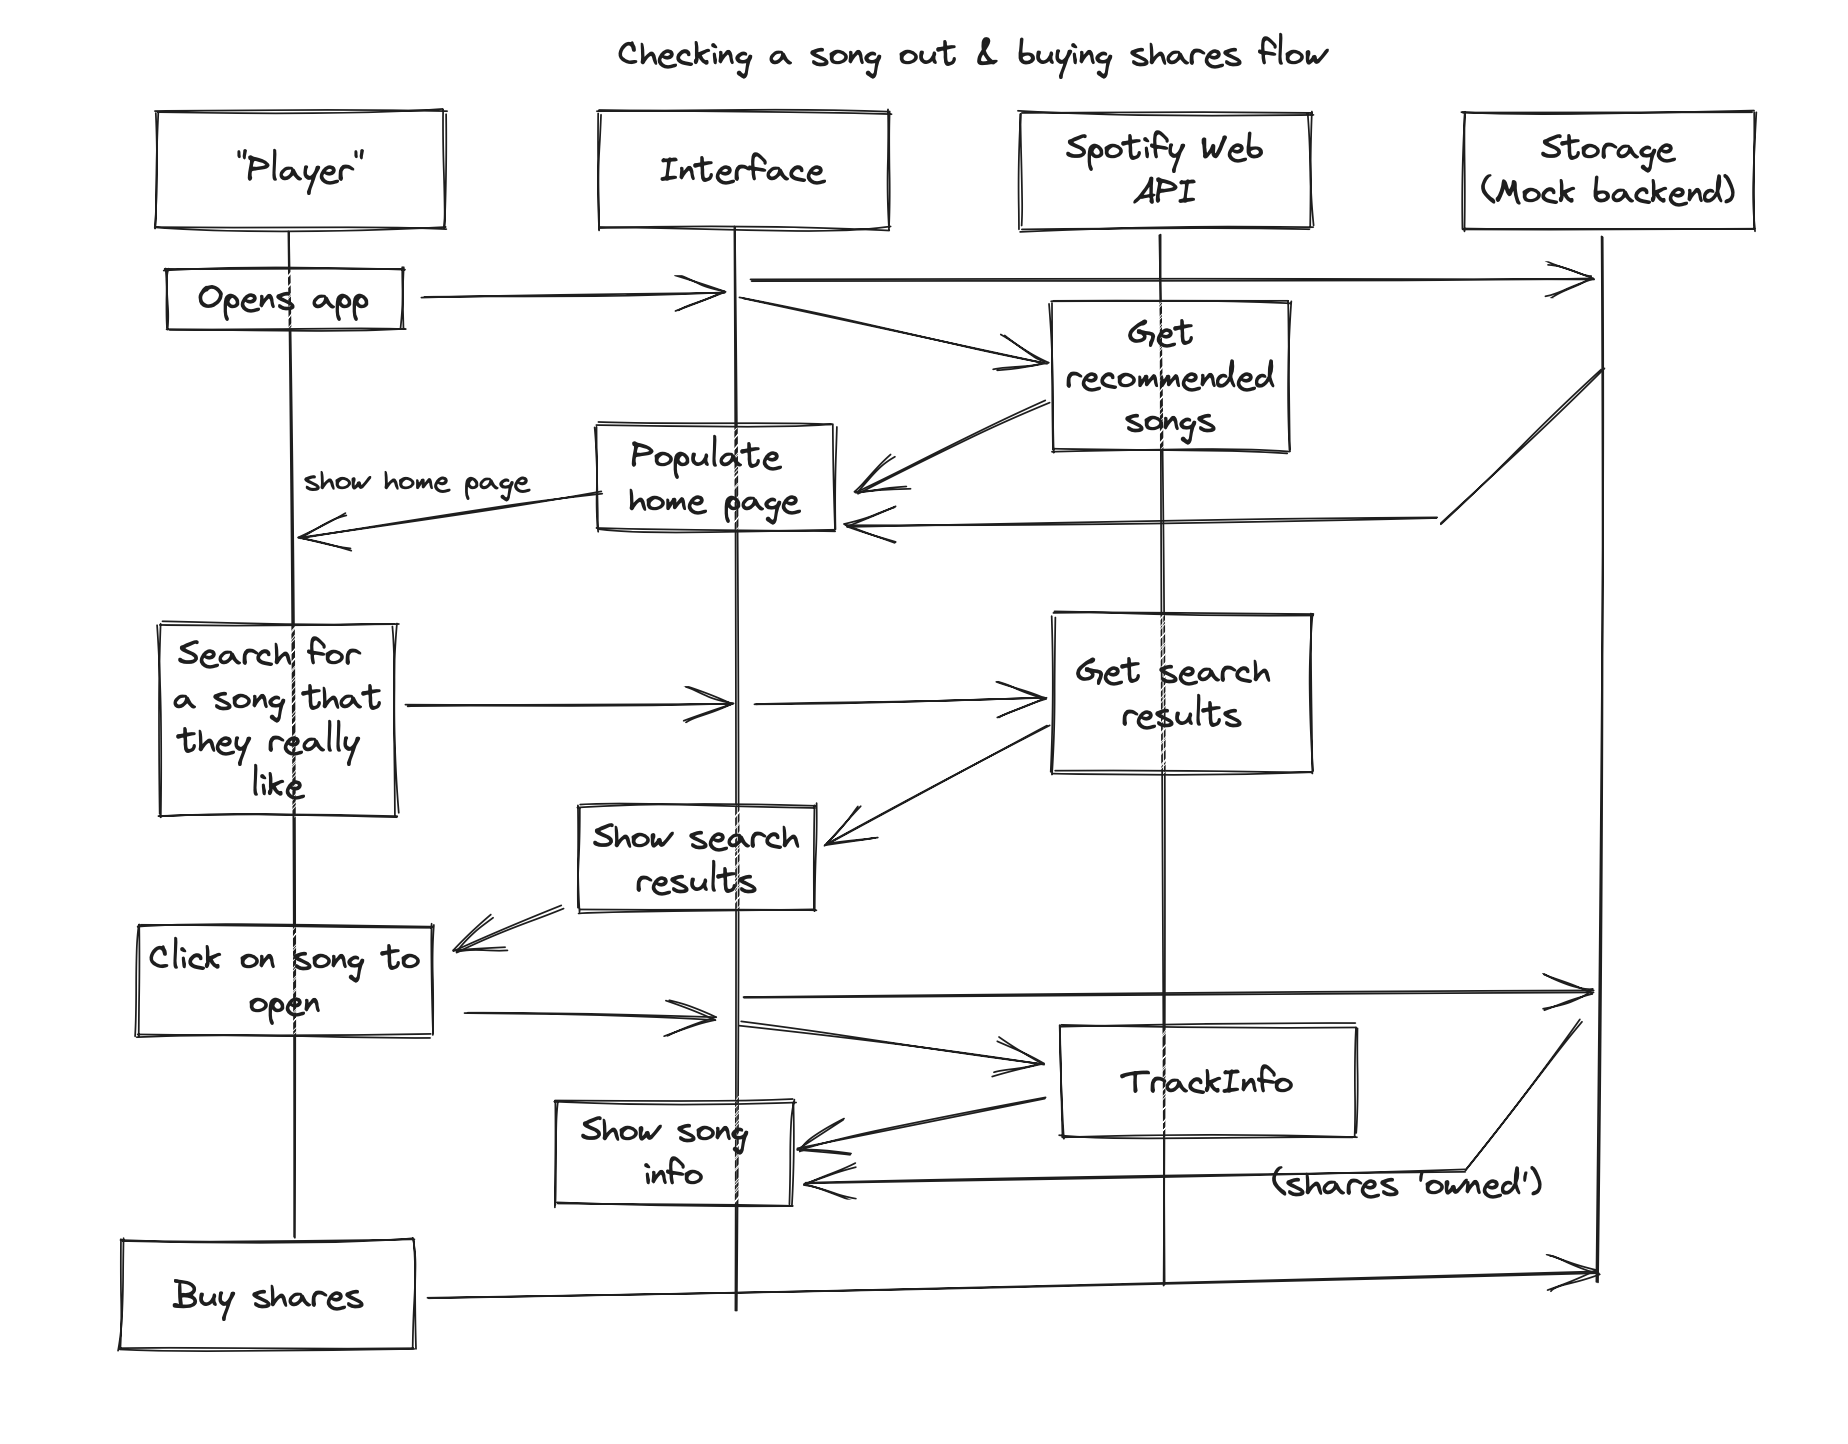 Checking a song out & buying shares flow
"Player"
Interface
Spotify Web
API
Storage
(Mock backend)
Opens app
Get
recommended
songs
Populate
home page
show home page
Search for
a song that
they really
like
Get search
results
Show search
results
Click on song to
open
TrackInfo
Show song
info
(shares 'owned')
Buy shares